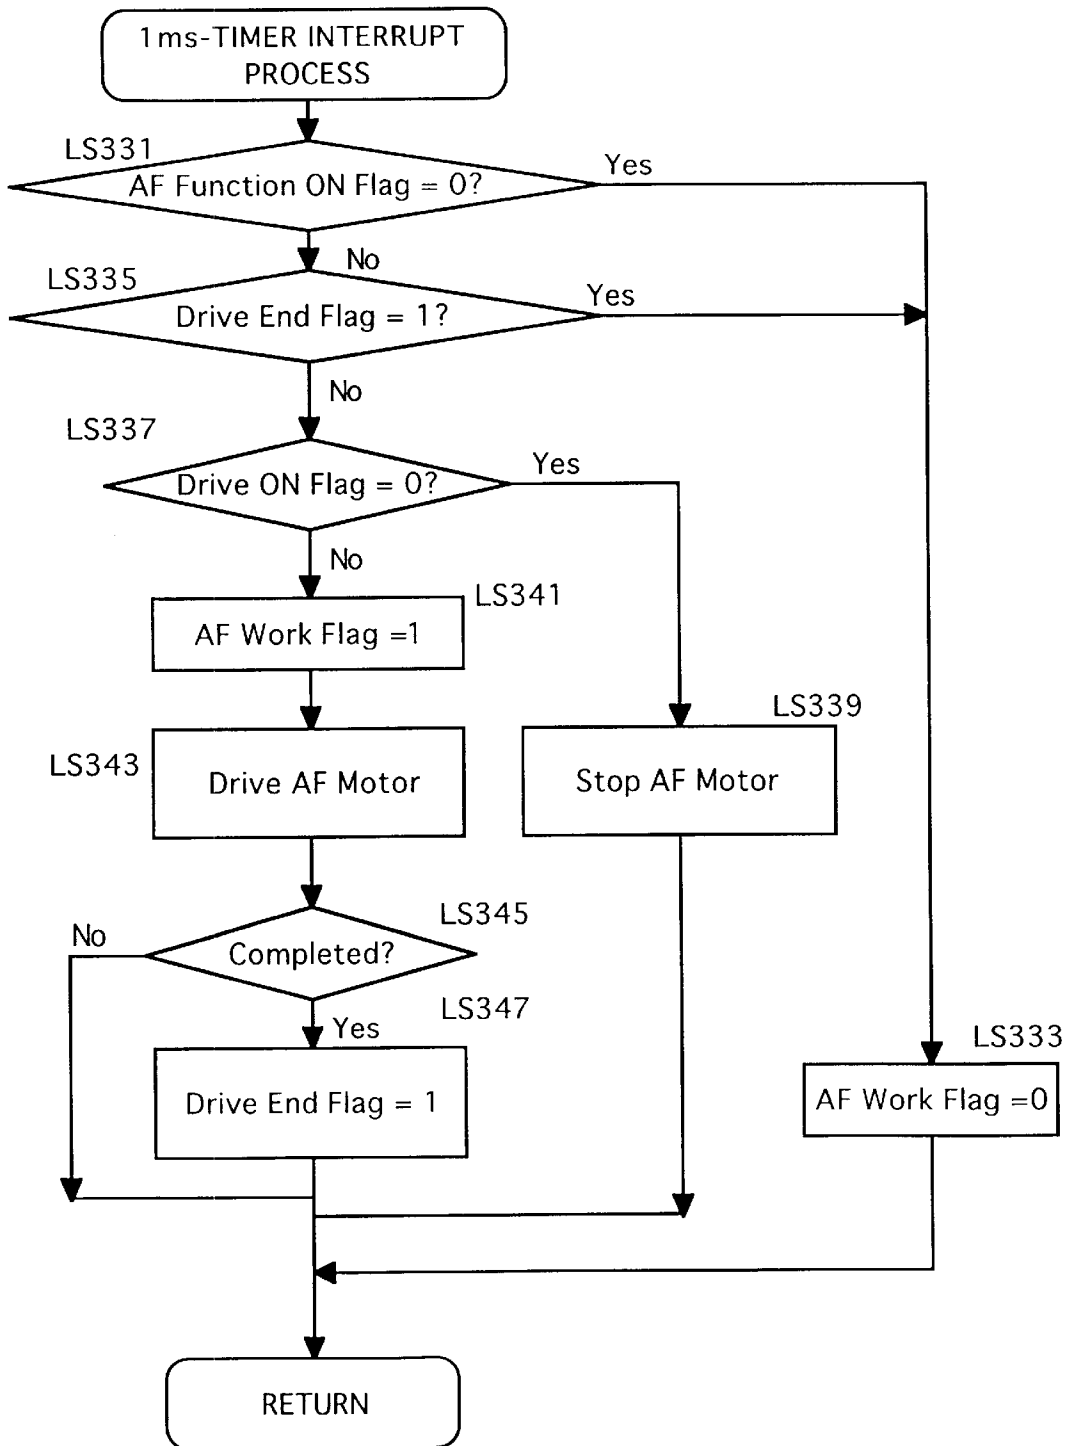 1ms-TIMER INTERRUPT
PROCESS
LS331
AF Function ON Flag = 0?
Yes
No
LS335
Drive End Flag = 1?
Yes
No
LS337
Drive ON Flag = 0?
Yes
No
LS341
AF Work Flag =1
LS339
LS343
Drive AF Motor
Stop AF Motor
LS345
No
Completed?
LS347
Yes
LS333
Drive End Flag = 1
AF Work Flag =0
RETURN